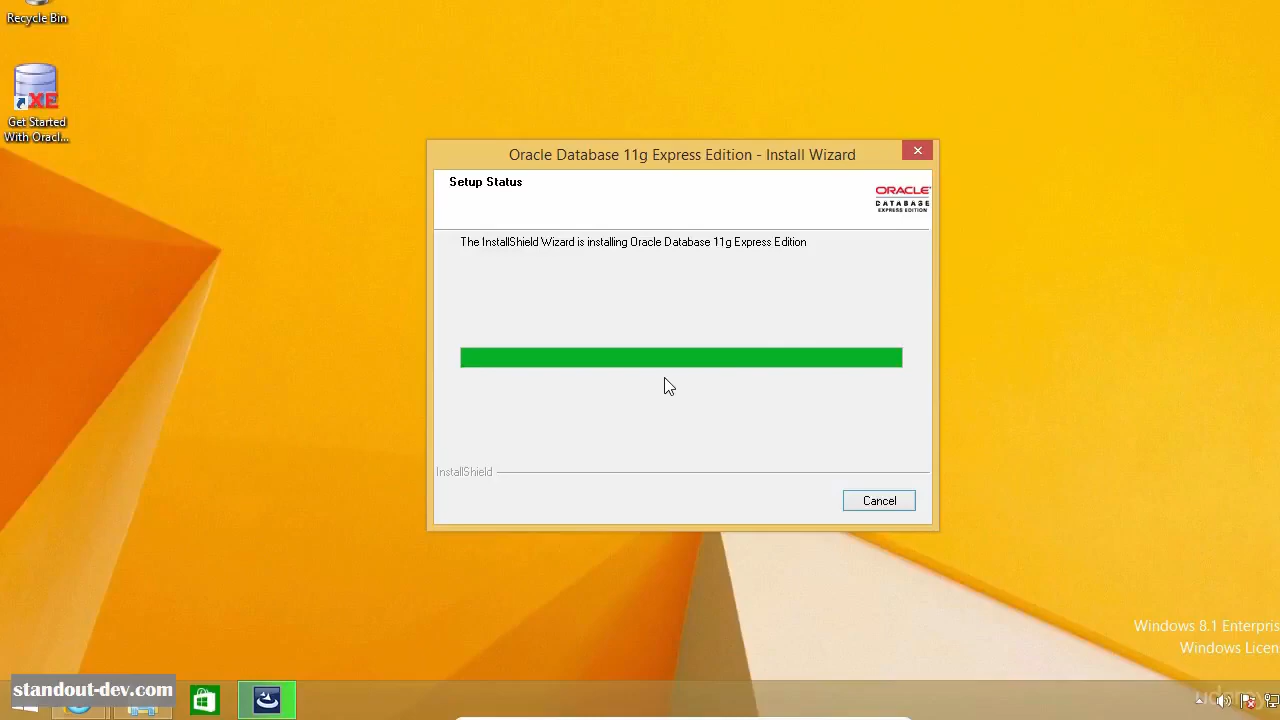 Recycle Bin
XE
Get Started
With Oracl...
Oracle Database 11g Express Edition - Install Wizard
Setup Status
ORACLE
DATABASE
EXPRESS EDITION
The InstallShield Wizard is installing Oracle Database 11g Express Edition
InstallShield
Cancel
Windows 8.1 Enterpris
Windows Licen
standout-dev.com
udemy